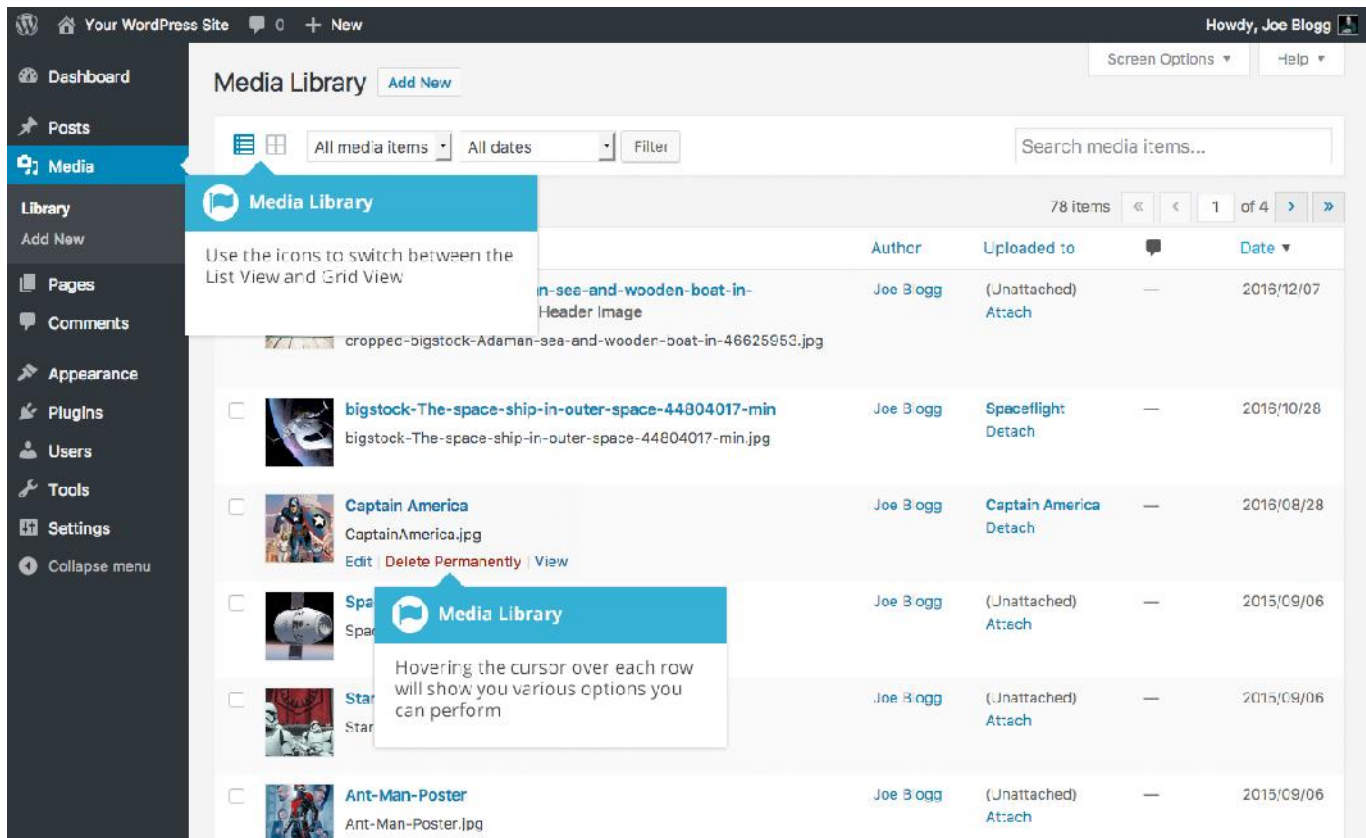 Your WordPress Site 0 + New Howdy, Joe Blogg
Dashboard
Posts
Media
Library
Add New
Pages
Comments
Appearance
Plugins
Users
Tools
Settings
Collapse menu
Screen Options Help
Media Library Add New
All media items All dates Filter Search media items...
78 items « ‹ 1 of 4 › »
Media Library
Use the icons to switch between the
List View and Grid View
Author Uploaded to Date
n-sea-and-wooden-boat-in- Joe Blogg (Unattached) — 2016/12/07
Header Image Attach
cropped-bigstock-Adaman-sea-and-wooden-boat-in-46625953.jpg
bigstock-The-space-ship-in-outer-space-44804017-min Joe Blogg Spaceflight — 2016/10/28
bigstock-The-space-ship-in-outer-space-44804017-min.jpg Detach
Captain America Joe Blogg Captain America — 2016/08/28
CaptainAmerica.jpg Detach
Edit | Delete Permanently | View
Spa Joe Blogg (Unattached) — 2015/09/06
Spa Attach
Media Library
Hovering the cursor over each row
will show you various options you
can perform
Star Joe Blogg (Unattached) — 2015/09/06
Star Attach
Ant-Man-Poster Joe Blogg (Unattached) — 2015/09/06
Ant-Man-Poster.jpg Attach